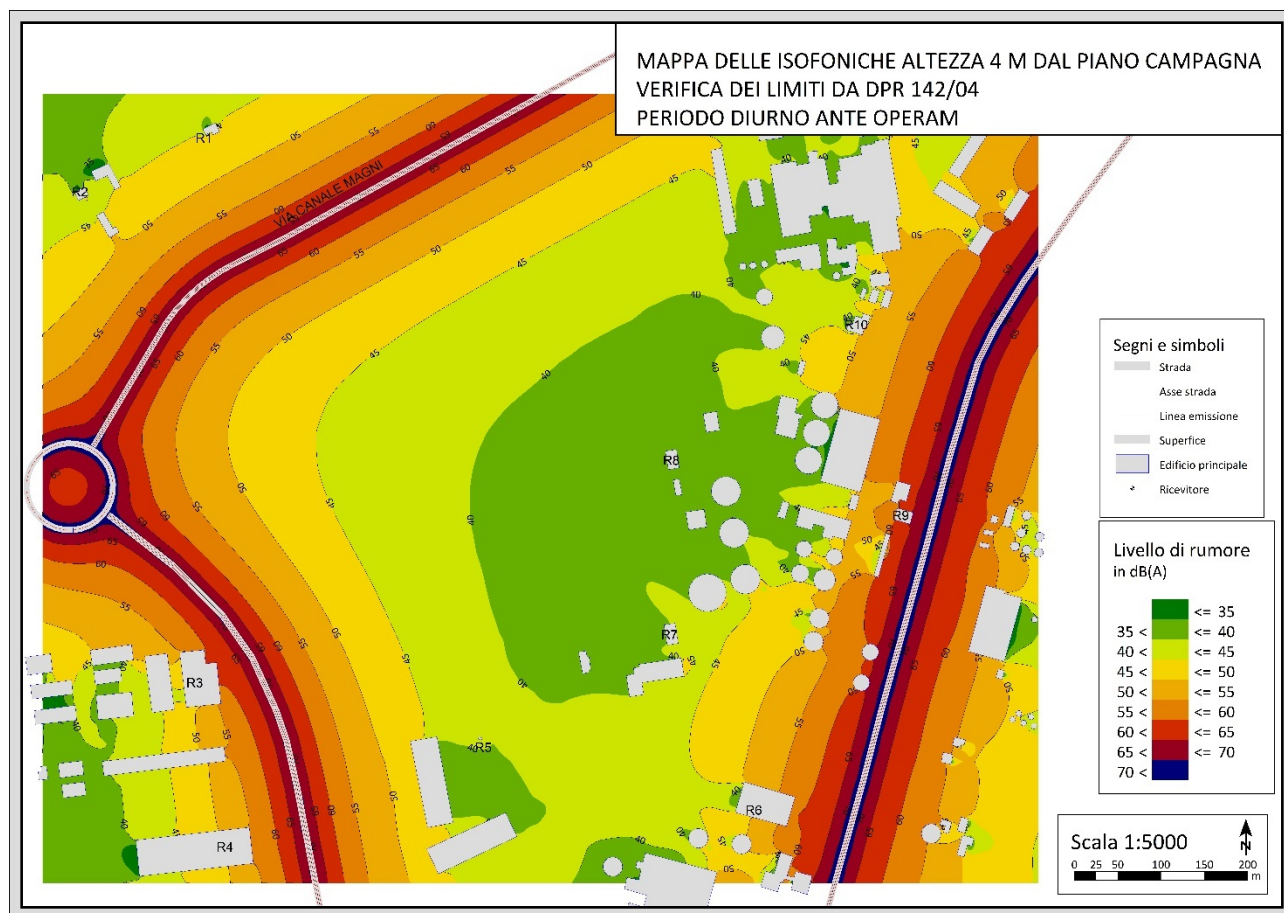 MAPPA DELLE ISOFONICHE ALTEZZA 4 M DAL PIANO CAMPAGNA
VERIFICA DEI LIMITI DA DPR 142/04
PERIODO DIURNO ANTE OPERAM
VIA CANALE MAGNI
R1
R2
R10
R8
R9
R7
R3
R5
R6
R4
Segni e simboli
Strada
Asse strada
Linea emissione
Superfice
Edificio principale
Ricevitore
Livello di rumore
in dB(A)
<= 35
35 < <= 40
40 < <= 45
45 < <= 50
50 < <= 55
55 < <= 60
60 < <= 65
65 < <= 70
70 <
Scala 1:5000
N
0 25 50 100 150 200
m